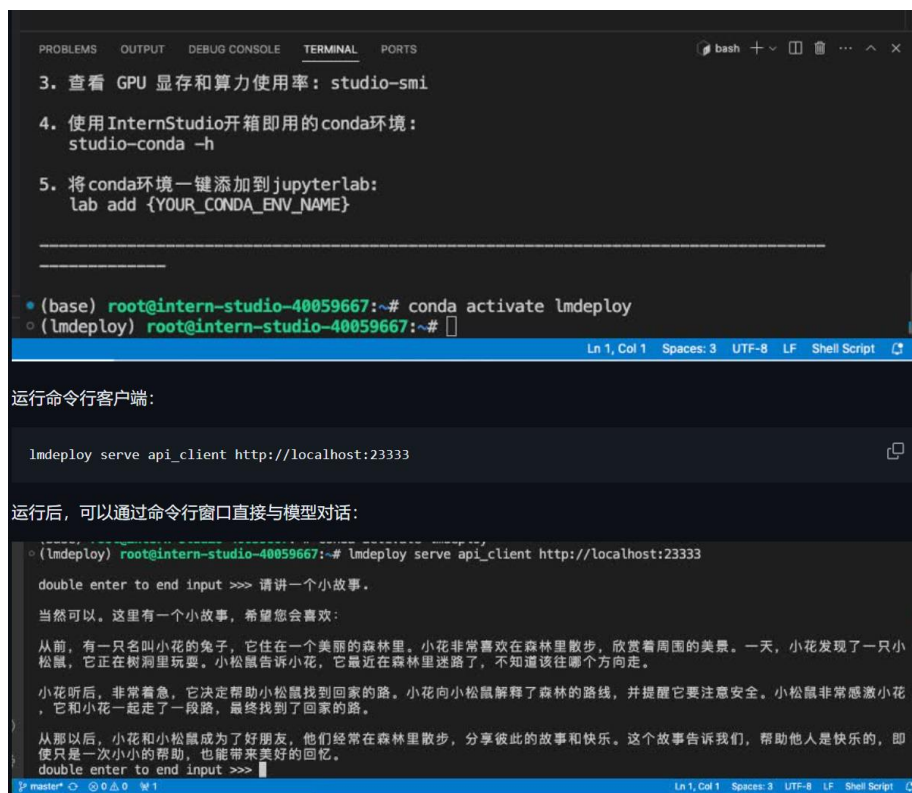 PROBLEMS OUTPUT DEBUG CONSOLE TERMINAL PORTS bash
3. 查看 GPU 显存和算力使用率: studio-smi
4. 使用InternStudio开箱即用的conda环境:
studio-conda -h
5. 将conda环境一键添加到jupyterlab:
lab add {YOUR_CONDA_ENV_NAME}
(base) root@intern-studio-40059667:~# conda activate lmdeploy
(lmdeploy) root@intern-studio-40059667:~#
Ln 1, Col 1 Spaces: 3 UTF-8 LF Shell Script
运行命令行客户端:
lmdeploy serve api_client http://localhost:23333
运行后，可以通过命令行窗口直接与模型对话:
(lmdeploy) root@intern-studio-40059667:~# lmdeploy serve api_client http://localhost:23333
double enter to end input >>> 请讲一个小故事。
当然可以。这里有一个小故事，希望您会喜欢:
从前，有一只名叫小花的兔子，它住在一个美丽的森林里。小花非常喜欢在森林里散步，欣赏着周围的美景。一天，小花发现了一只小
松鼠，它正在树洞里玩耍。小松鼠告诉小花，它最近在森林里迷路了，不知道该往哪个方向走。
小花听后，非常着急，它决定帮助小松鼠找到回家的路。小花向小松鼠解释了森林的路线，并提醒它要注意安全。小松鼠非常感激小花
，它和小花一起走了一段路，最终找到了回家的路。
从那以后，小花和小松鼠成为了好朋友，他们经常在森林里散步，分享彼此的故事和快乐。这个故事告诉我们，帮助他人是快乐的，即
使只是一次小小的帮助，也能带来美好的回忆。
double enter to end input >>>
master* 0 0 1 Ln 1, Col 1 Spaces: 3 UTF-8 LF Shell Script